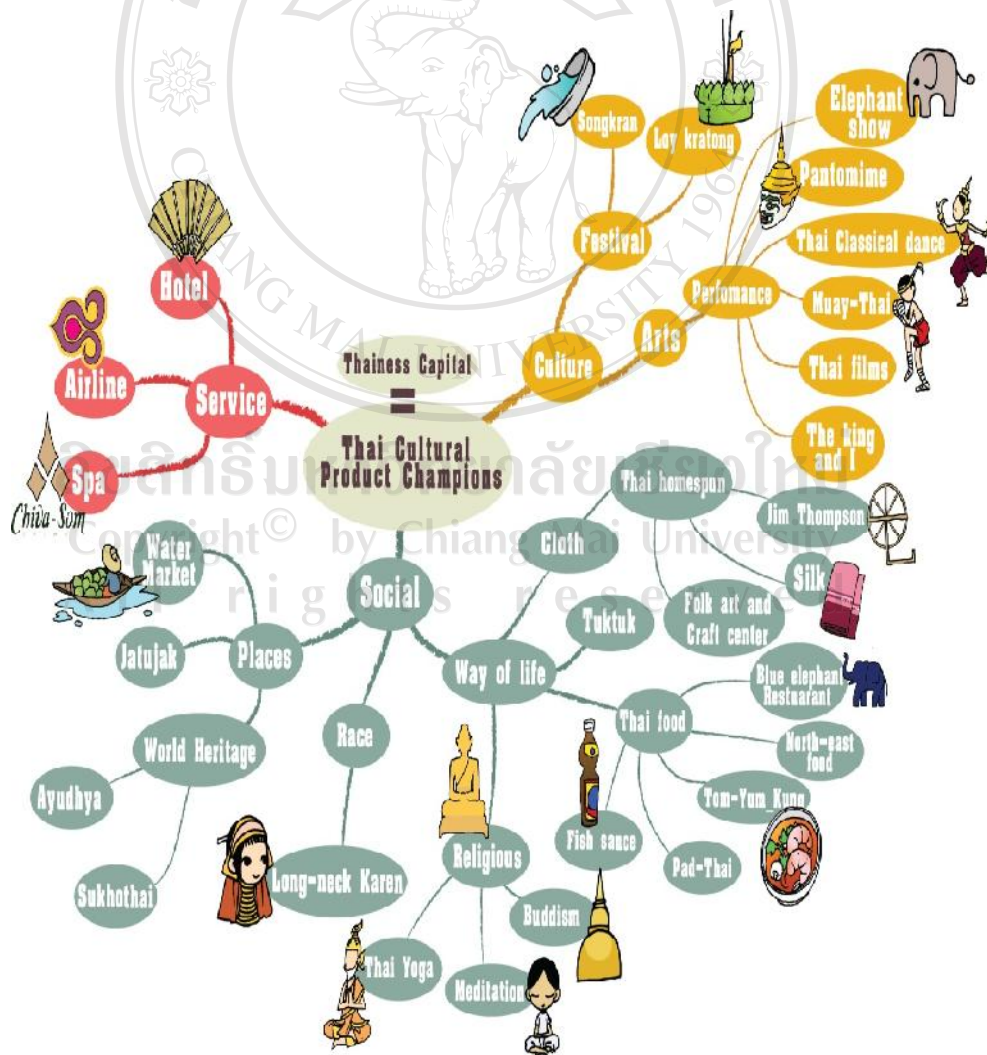 Songkran
Loy kratong
Elephant
show
Pantomime
Thai Classical dance
Festival
Hotel
Perfomance
Muay-Thai
Arts
Culture
Thainess Capital
=
Thai films
Airline
Service
Thai Cultural
Product Champions
The king
and I
Spa
Chiva-Som
ลิขสิทธิ์มหาวิทยาลัยเชียงใหม่
Copyright© by Chiang Mai University
All rights reserved
CHIANG MAI UNIVERSITY 1964
Thai homespun
Jim Thompson
Cloth
Water
Market
Social
Silk
Folk art and
Craft center
Tuktuk
Jatujak
Places
Way of life
Blue elephant
Restuarant
Thai food
Race
World Heritage
North-east
food
Ayudhya
Tom-Yum Kung
Religious
Fish sauce
Pad-Thai
Sukhothai
Long-neck Karen
Buddism
Thai Yoga
Meditation